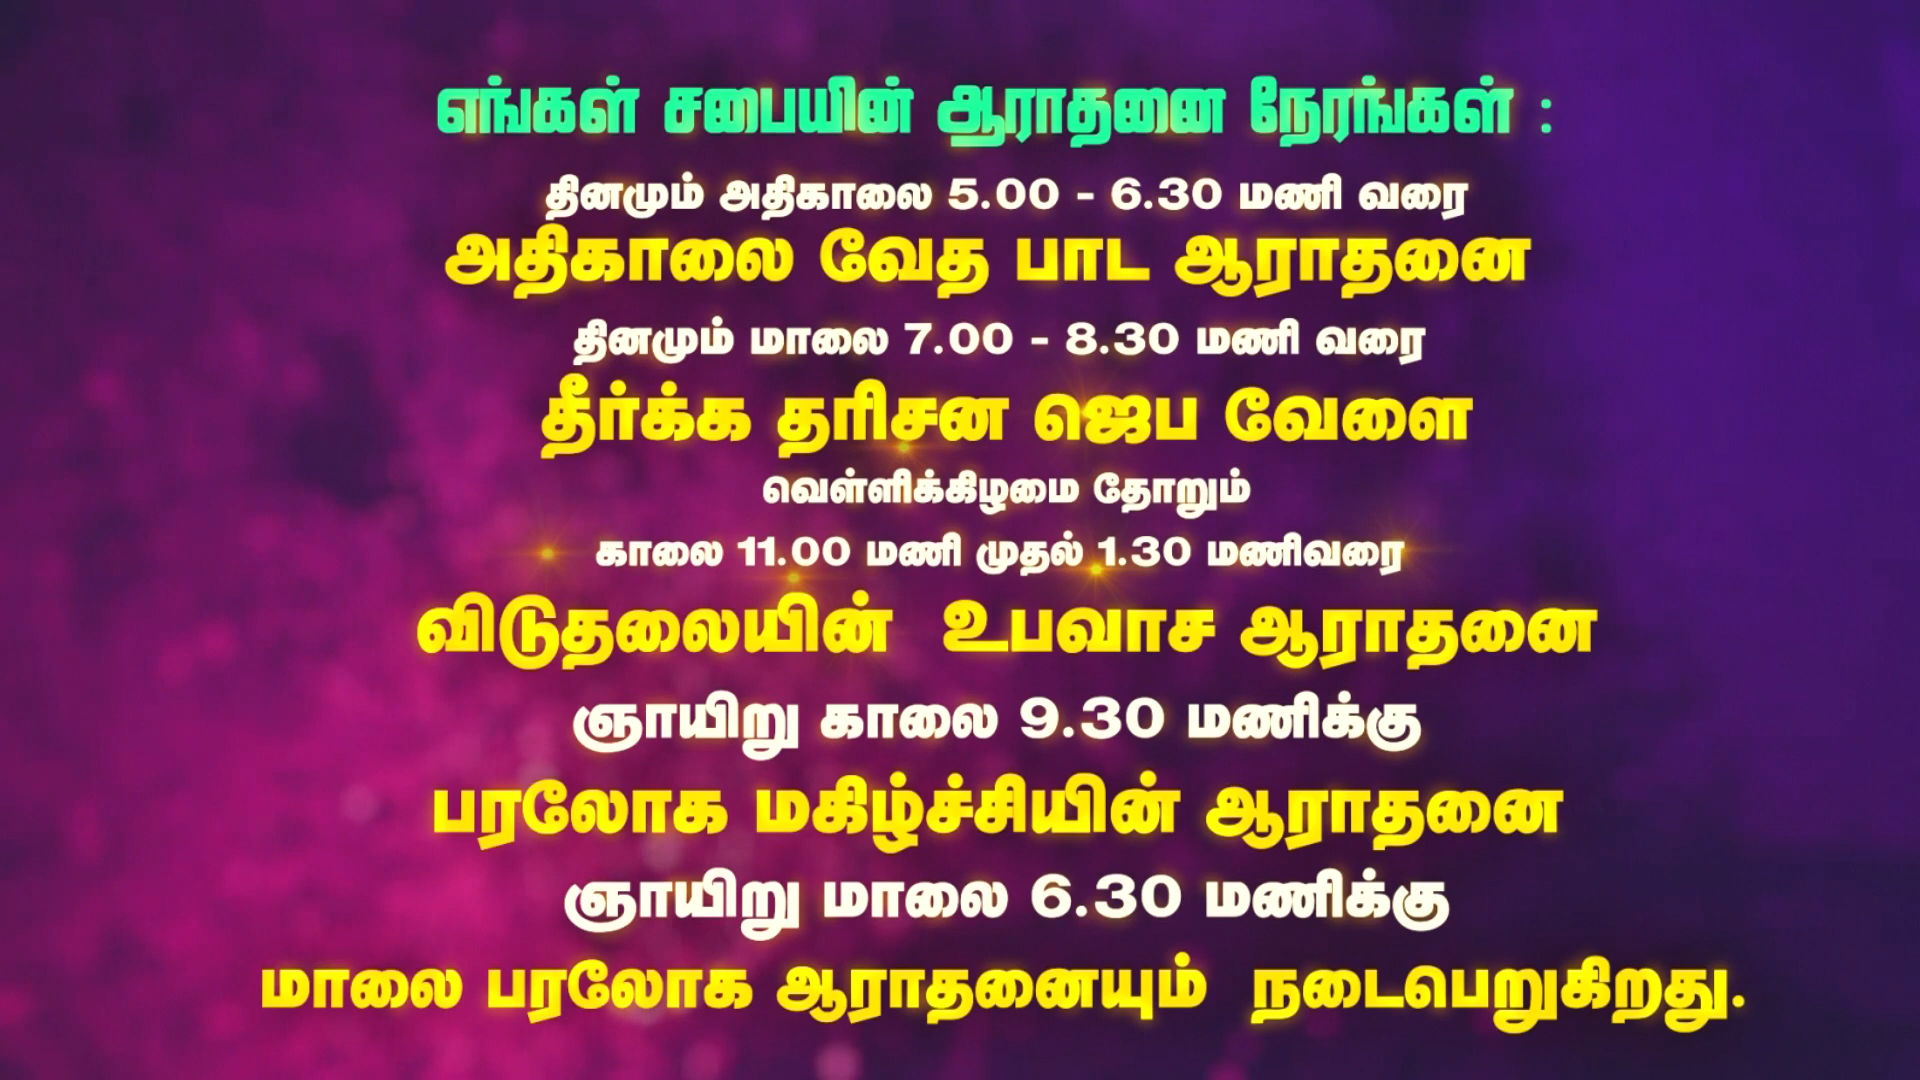 எங்கள் சபையின் ஆராதனை நேரங்கள் :
தினமும் அதிகாலை 5.00 - 6.30 மணி வரை
அதிகாலை வேத பாட ஆராதனை
தினமும் மாலை 7.00 - 8.30 மணி வரை
தீர்க்க தரிசன ஜெப வேளை
வெள்ளிக்கிழமை தோறும்
காலை 11.00 மணி முதல் 1.30 மணிவரை
விடுதலையின் உபவாச ஆராதனை
ஞாயிறு காலை 9.30 மணிக்கு
பரலோக மகிழ்ச்சியின் ஆராதனை
ஞாயிறு மாலை 6.30 மணிக்கு
மாலை பரலோக ஆராதனையும் நடைபெறுகிறது.